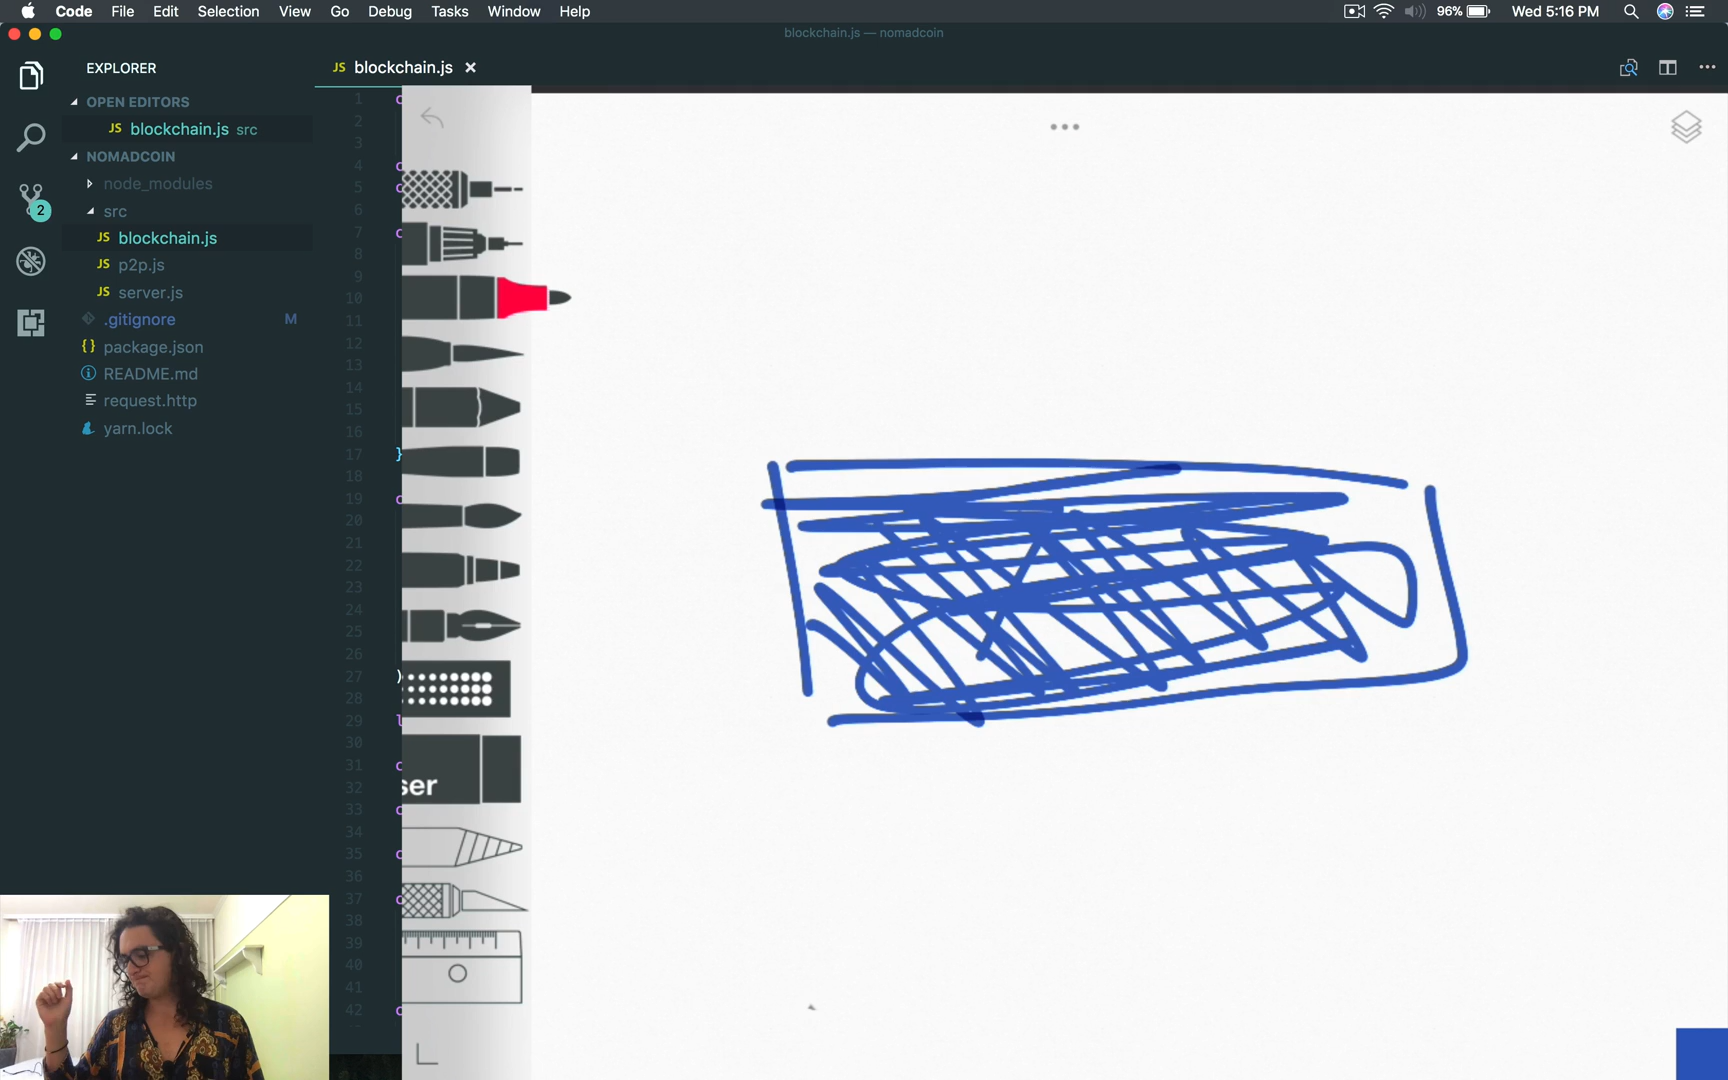 Code File Edit Selection View Go Debug Tasks Window Help 96% Wed 5:16 PM
blockchain.js — nomadcoin
EXPLORER
JS blockchain.js
OPEN EDITORS
JS blockchain.js src
NOMADCOIN
node_modules
src
JS blockchain.js
JS p2p.js
JS server.js
.gitignore M
{ } package.json
README.md
request.http
yarn.lock
2
1 c
2
3
4 c
5 c
6
7 c
8
9
10
11
12
13
14
15
16
17 }
18
19 c
20
21
22
23
24
25
26
27 )
28
29 l
30
31 c
32
33 c
34
35 c
36
37 c
38
39
40
41
42 c
ser